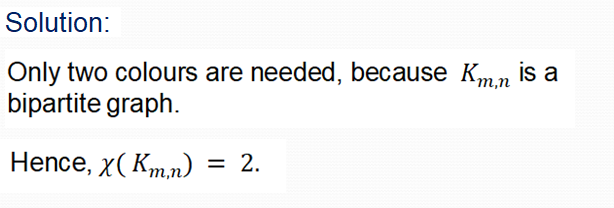 Solution:
Only two colours are needed, because K_{m,n} is a
bipartite graph.
Hence, χ( K_{m,n}) = 2.